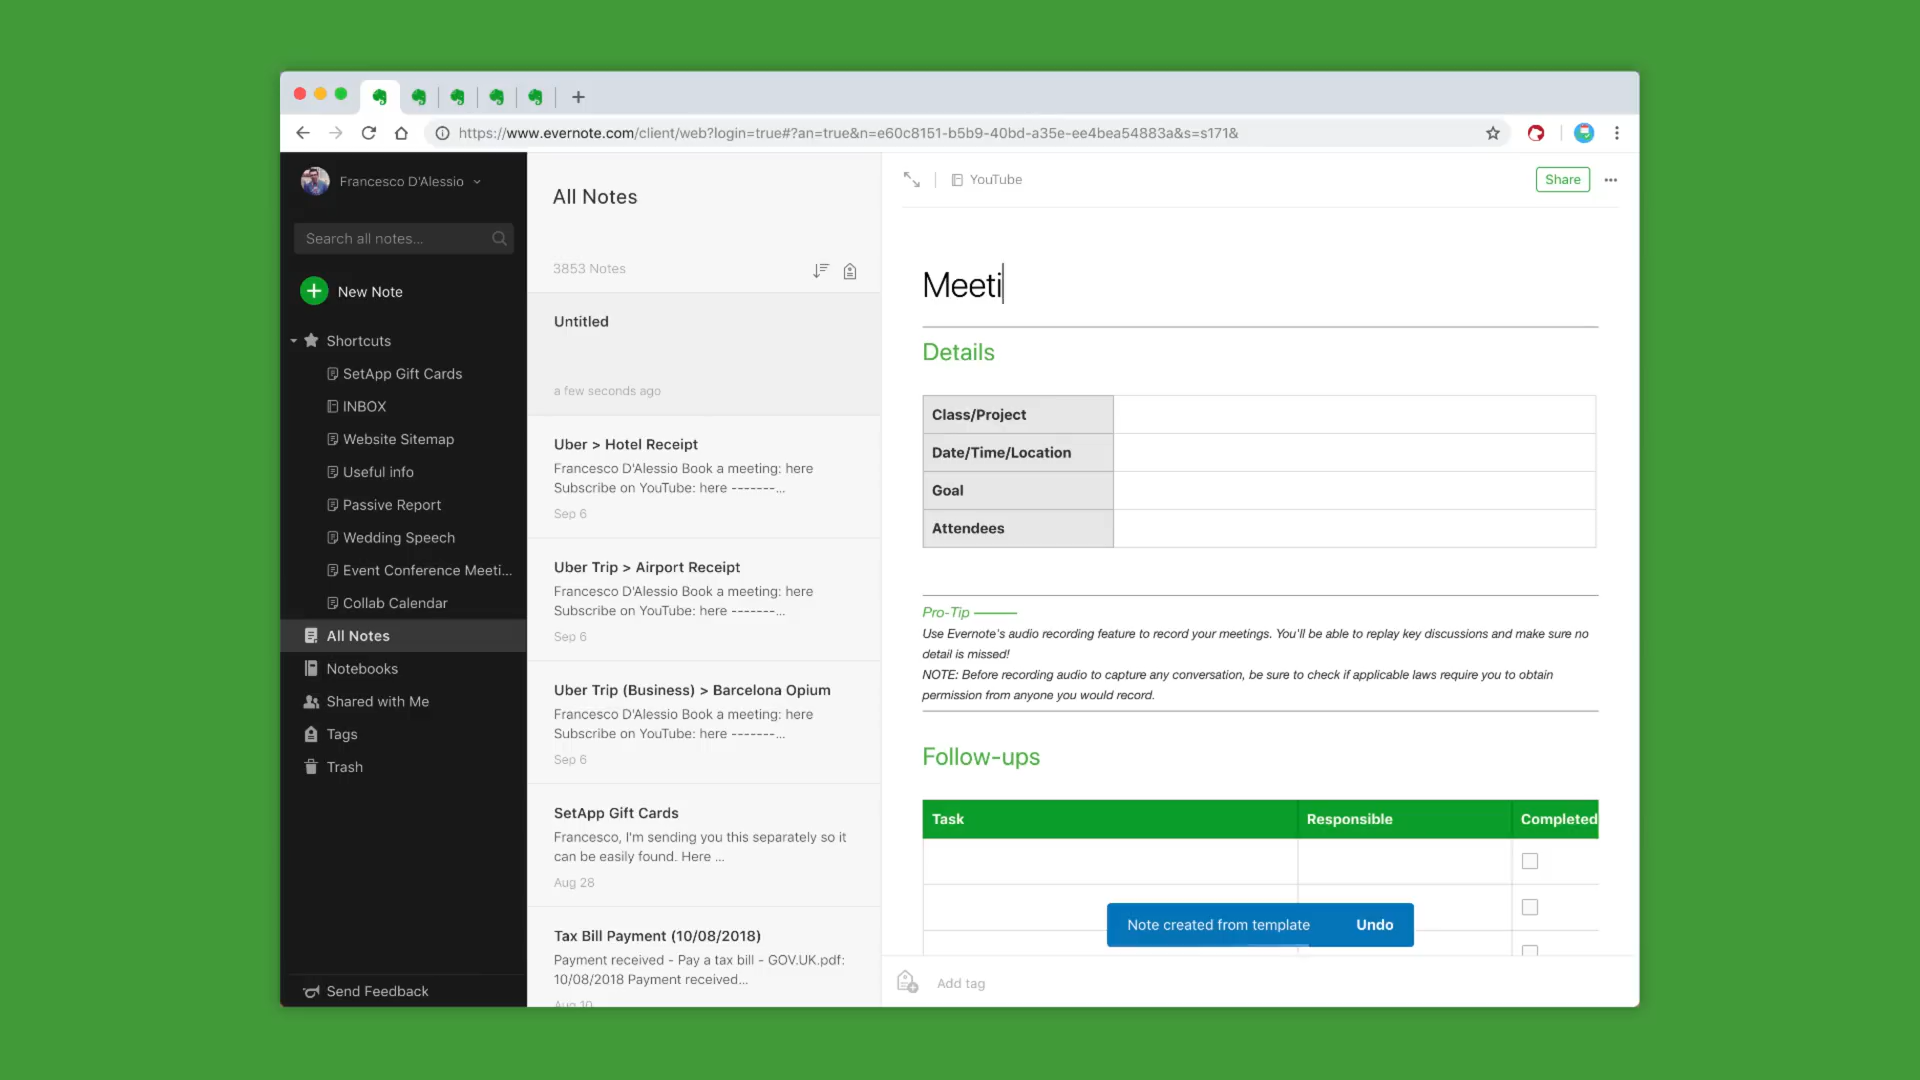 https://www.evernote.com/client/web?login=true#?an=true&n=e60c8151-b5b9-40bd-a35e-ee4bea54883a&s=s171&
Francesco D'Alessio
Search all notes...
New Note
Shortcuts
SetApp Gift Cards
INBOX
Website Sitemap
Useful info
Passive Report
Wedding Speech
Event Conference Meeti...
Collab Calendar
All Notes
Notebooks
Shared with Me
Tags
Trash
Send Feedback
All Notes
3853 Notes
Untitled
a few seconds ago
Uber > Hotel Receipt
Francesco D'Alessio Book a meeting: here
Subscribe on YouTube: here -------...
Sep 6
Uber Trip > Airport Receipt
Francesco D'Alessio Book a meeting: here
Subscribe on YouTube: here -------...
Sep 6
Uber Trip (Business) > Barcelona Opium
Francesco D'Alessio Book a meeting: here
Subscribe on YouTube: here -------...
Sep 6
SetApp Gift Cards
Francesco, I'm sending you this separately so it
can be easily found. Here ...
Aug 28
Tax Bill Payment (10/08/2018)
Payment received - Pay a tax bill - GOV.UK.pdf:
10/08/2018 Payment received...
Aug 10
YouTube
Share
Meeti
Details
Class/Project
Date/Time/Location
Goal
Attendees
Pro-Tip
Use Evernote's audio recording feature to record your meetings. You'll be able to replay key discussions and make sure no
detail is missed!
NOTE: Before recording audio to capture any conversation, be sure to check if applicable laws require you to obtain
permission from anyone you would record.
Follow-ups
Task Responsible Completed
Note created from template Undo
Add tag